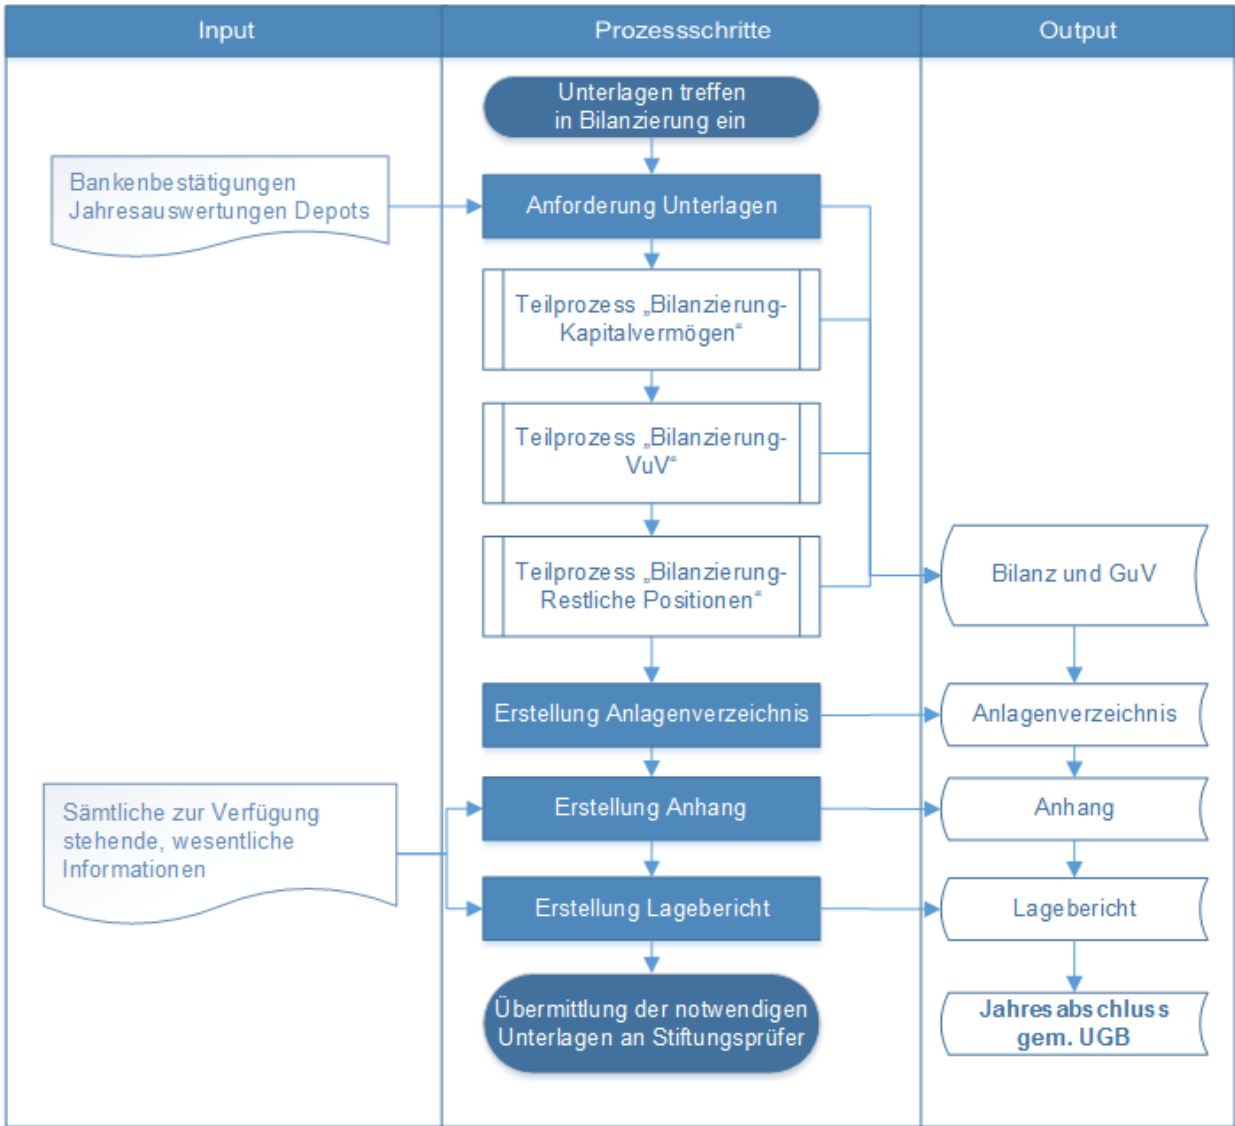 Input
Prozessschritte
Output
Unterlagen treffen
in Bilanzierung ein
Bankenbestätigungen
Jahresauswertungen Depots
Anforderung Unterlagen
Teilprozess „Bilanzierung-
Kapitalvermögen“
Teilprozess „Bilanzierung-
VuV“
Teilprozess „Bilanzierung-
Restliche Positionen“
Bilanz und GuV
Erstellung Anlagenverzeichnis
Anlagenverzeichnis
Sämtliche zur Verfügung
stehende, wesentliche
Informationen
Erstellung Anhang
Anhang
Erstellung Lagebericht
Lagebericht
Übermittlung der notwendigen
Unterlagen an Stiftungsprüfer
Jahresabschluss
gem. UGB